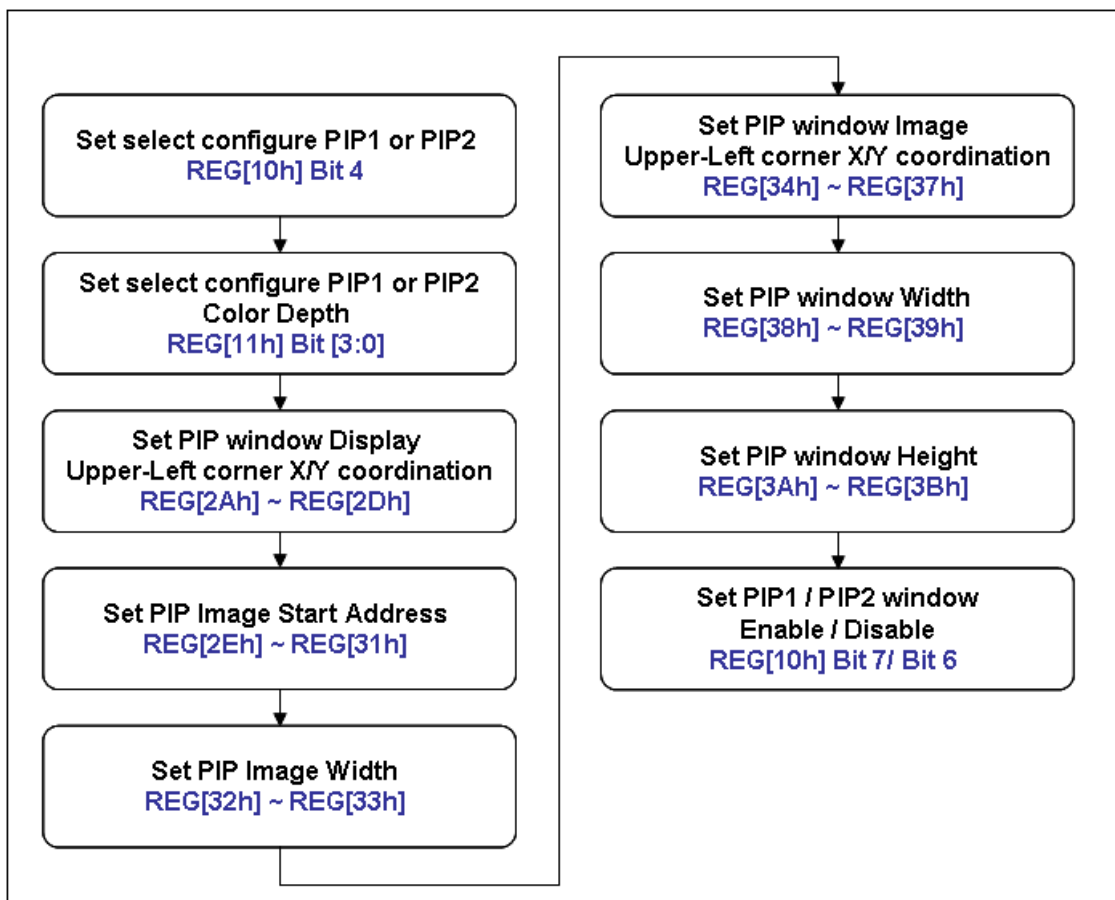 Set select configure PIP1 or PIP2
REG[10h] Bit 4
Set select configure PIP1 or PIP2
Color Depth
REG[11h] Bit [3:0]
Set PIP window Display
Upper-Left corner X/Y coordination
REG[2Ah] ~ REG[2Dh]
Set PIP Image Start Address
REG[2Eh] ~ REG[31h]
Set PIP Image Width
REG[32h] ~ REG[33h]
Set PIP window Image
Upper-Left corner X/Y coordination
REG[34h] ~ REG[37h]
Set PIP window Width
REG[38h] ~ REG[39h]
Set PIP window Height
REG[3Ah] ~ REG[3Bh]
Set PIP1 / PIP2 window
Enable / Disable
REG[10h] Bit 7/ Bit 6